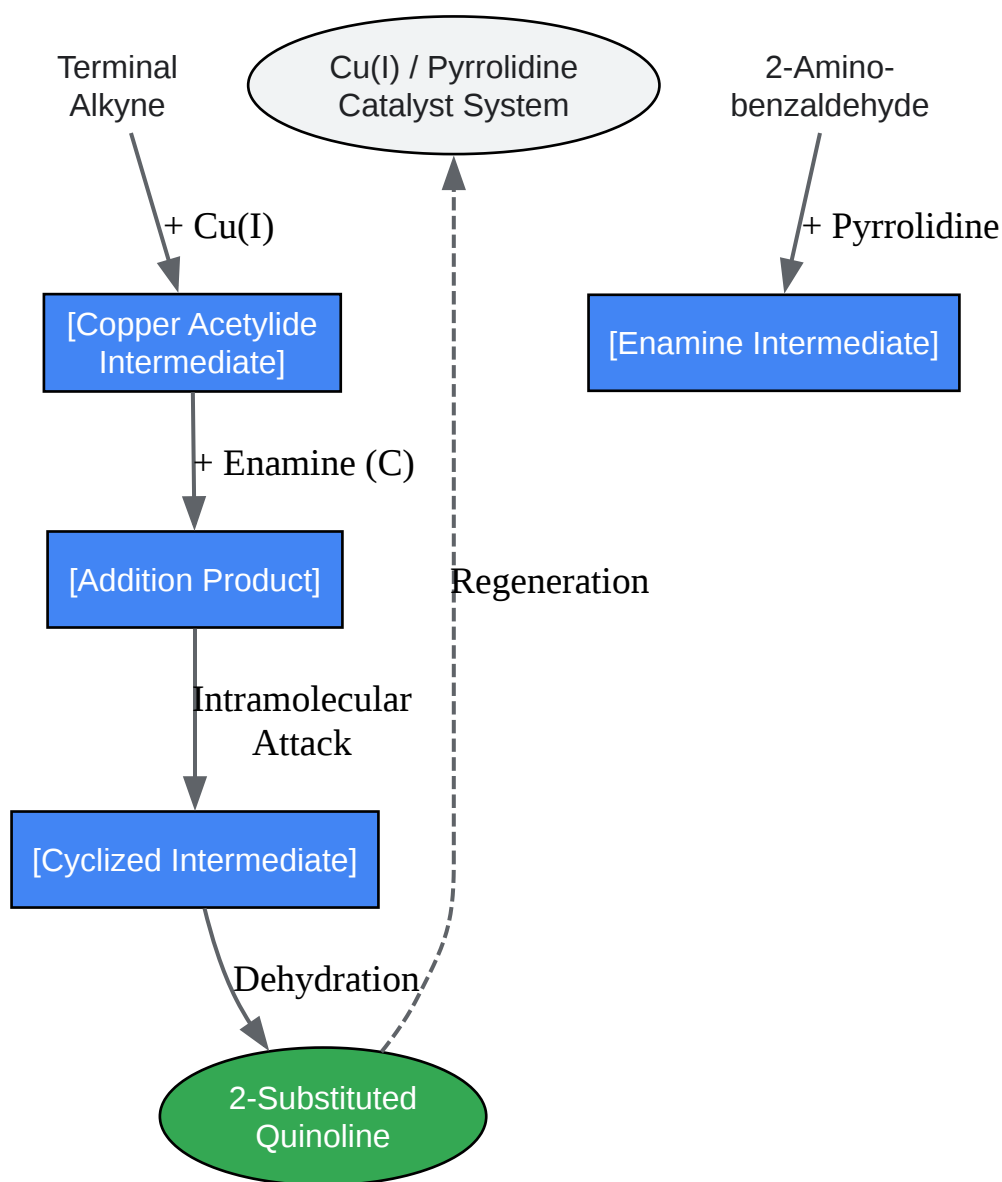 Terminal
Alkyne
Cu(I) / Pyrrolidine
Catalyst System
2-Amino-
benzaldehyde
+ Cu(I)
+ Pyrrolidine
[Copper Acetylide
Intermediate]
[Enamine Intermediate]
+ Enamine (C)
[Addition Product]
Regeneration
Intramolecular
Attack
[Cyclized Intermediate]
Dehydration
2-Substituted
Quinoline